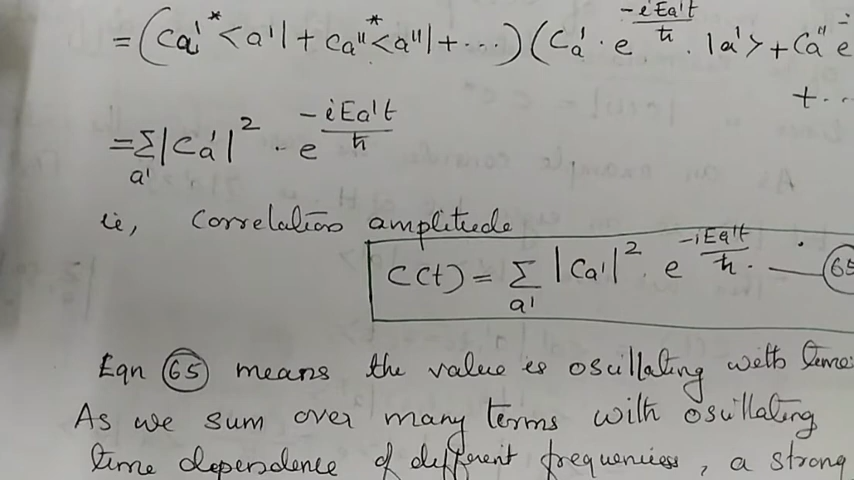 = (Ca'* <a'| + Ca''* <a''| + ...) (Ca' · e^(-iEa't/ħ) · |a'> + Ca'' e
+ ..
= Σ_a' |Ca'|² · e^(-iEa't/ħ)
ie, correlation amplitude
C(t) = Σ_a' |Ca'|² · e^(-iEa't/ħ) · — (65
Eqn (65) means the value is oscillating with time
As we sum over many terms with oscillating
time dependence of different frequencies, a strong